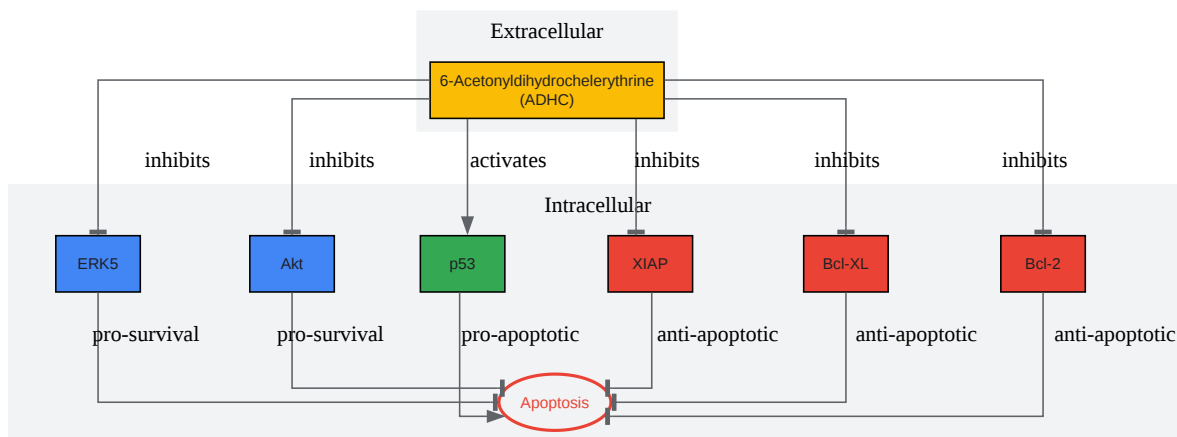 Extracellular
6-Acetonyldihydrochelerythrine
(ADHC)
inhibits inhibits activates inhibits inhibits inhibits
Intracellular
ERK5 Akt p53 XIAP Bcl-XL Bcl-2
pro-survival pro-survival pro-apoptotic anti-apoptotic anti-apoptotic anti-apoptotic
Apoptosis